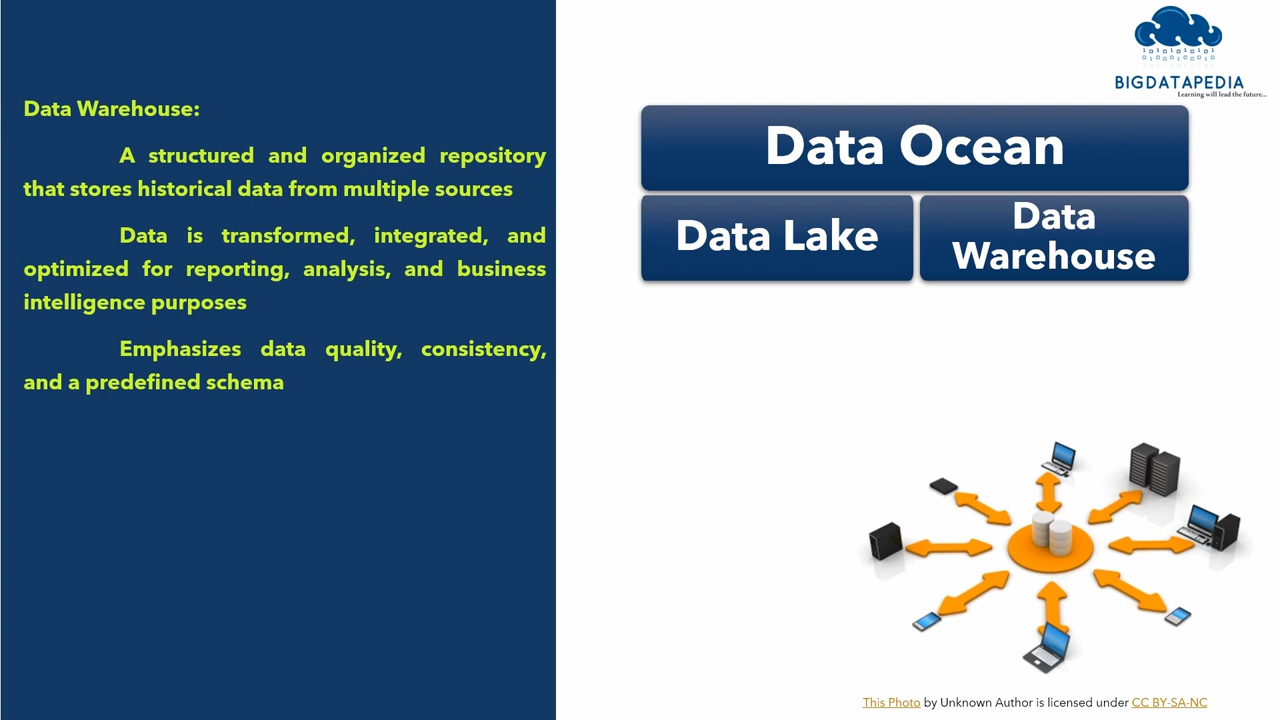 Data Warehouse:
A structured and organized repository
that stores historical data from multiple sources
Data is transformed, integrated, and
optimized for reporting, analysis, and business
intelligence purposes
Emphasizes data quality, consistency,
and a predefined schema
BIGDATAPEDIA
Learning will lead the future...
Data Ocean
Data Lake
Data
Warehouse
This Photo by Unknown Author is licensed under CC BY-SA-NC